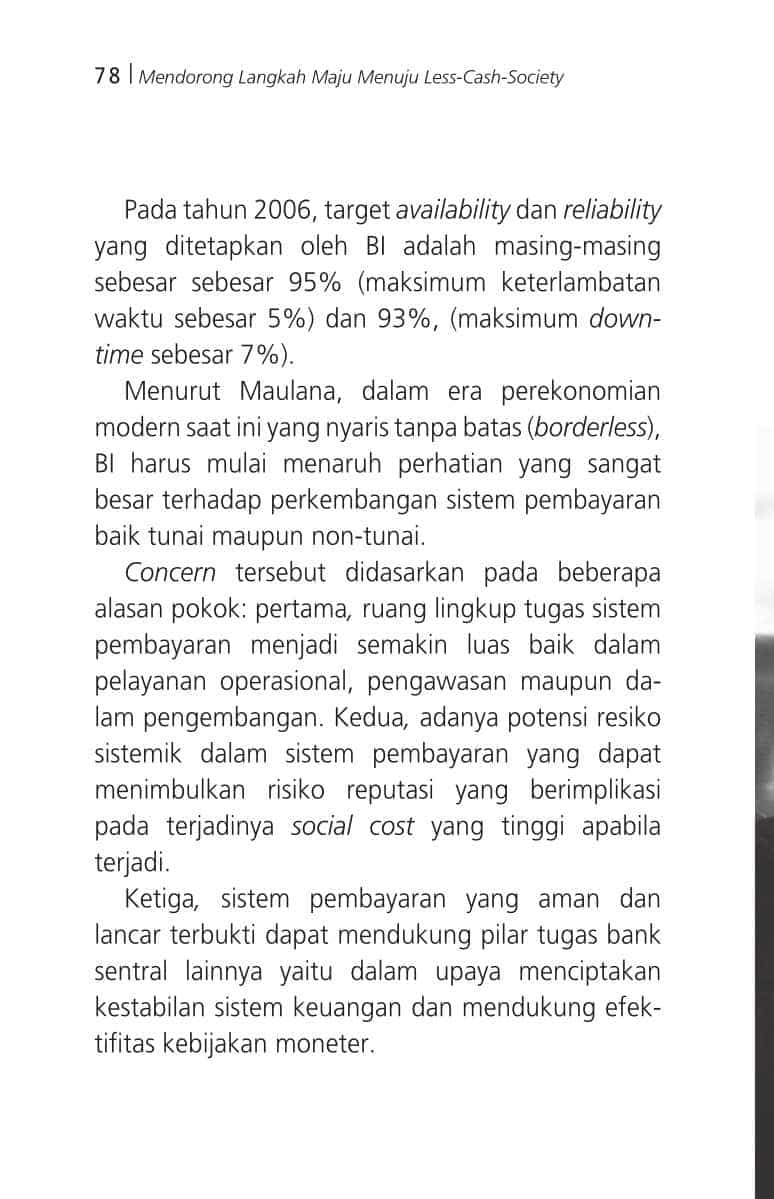 78 | Mendorong Langkah Maju Menuju Less-Cash-Society
Pada tahun 2006, target availability dan reliability
yang ditetapkan oleh BI adalah masing-masing
sebesar sebesar 95% (maksimum keterlambatan
waktu sebesar 5%) dan 93%, (maksimum down-
time sebesar 7%).
Menurut Maulana, dalam era perekonomian
modern saat ini yang nyaris tanpa batas (borderless),
BI harus mulai menaruh perhatian yang sangat
besar terhadap perkembangan sistem pembayaran
baik tunai maupun non-tunai.
Concern tersebut didasarkan pada beberapa
alasan pokok: pertama, ruang lingkup tugas sistem
pembayaran menjadi semakin luas baik dalam
pelayanan operasional, pengawasan maupun da-
lam pengembangan. Kedua, adanya potensi resiko
sistemik dalam sistem pembayaran yang dapat
menimbulkan risiko reputasi yang berimplikasi
pada terjadinya social cost yang tinggi apabila
terjadi.
Ketiga, sistem pembayaran yang aman dan
lancar terbukti dapat mendukung pilar tugas bank
sentral lainnya yaitu dalam upaya menciptakan
kestabilan sistem keuangan dan mendukung efek-
tifitas kebijakan moneter.